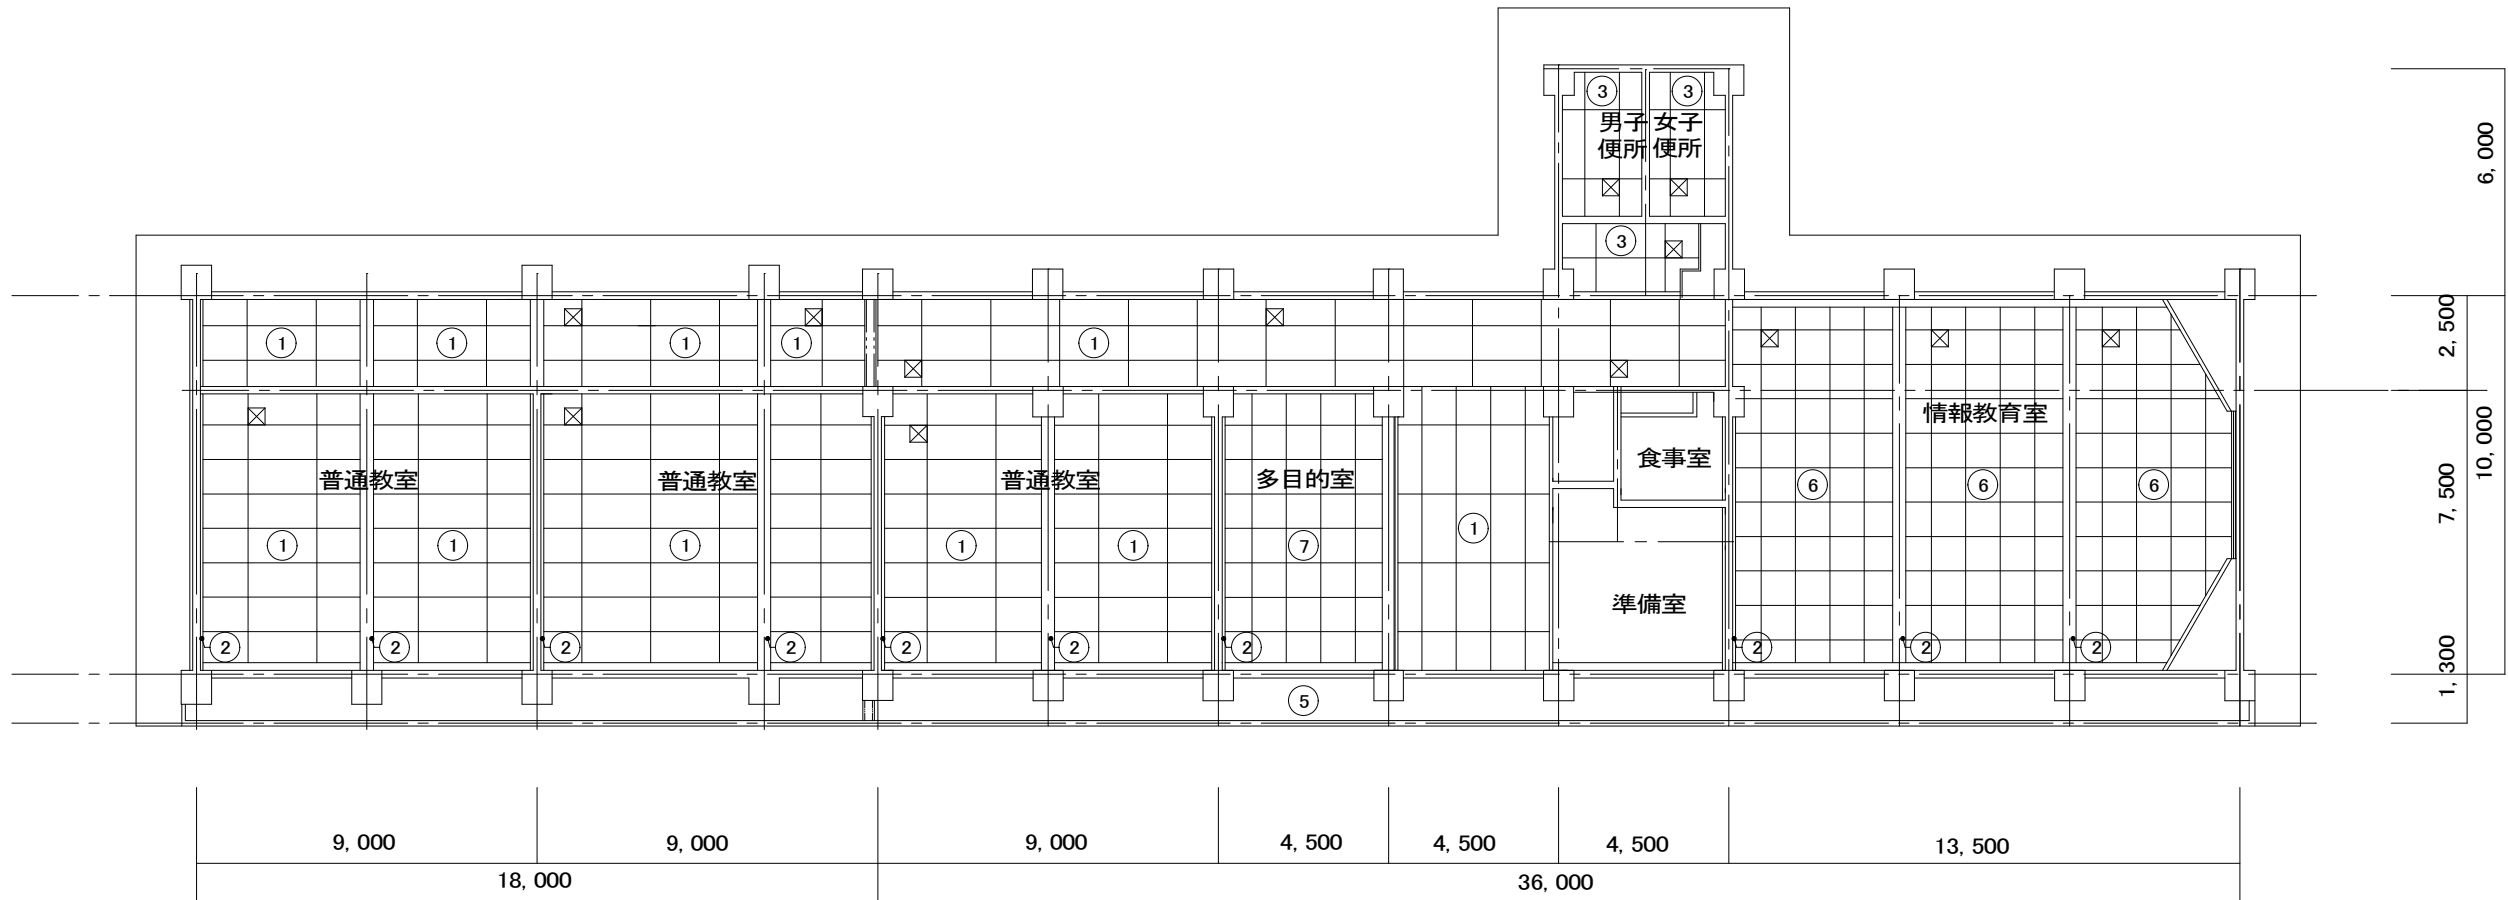 ③ ③
男子 女子
便所 便所
6, 000
③
① ① ① ① ①
2, 500
情報教育室
10, 000
食事室
普通教室 普通教室 普通教室 多目的室
⑥ ⑥ ⑥
7, 500
①
① ① ① ① ① ⑦
準備室
② ② ② ② ② ② ② ② ② ②
1, 300
⑤
9, 000 9, 000 9, 000 4, 500 4, 500 4, 500 13, 500
18, 000 36, 000